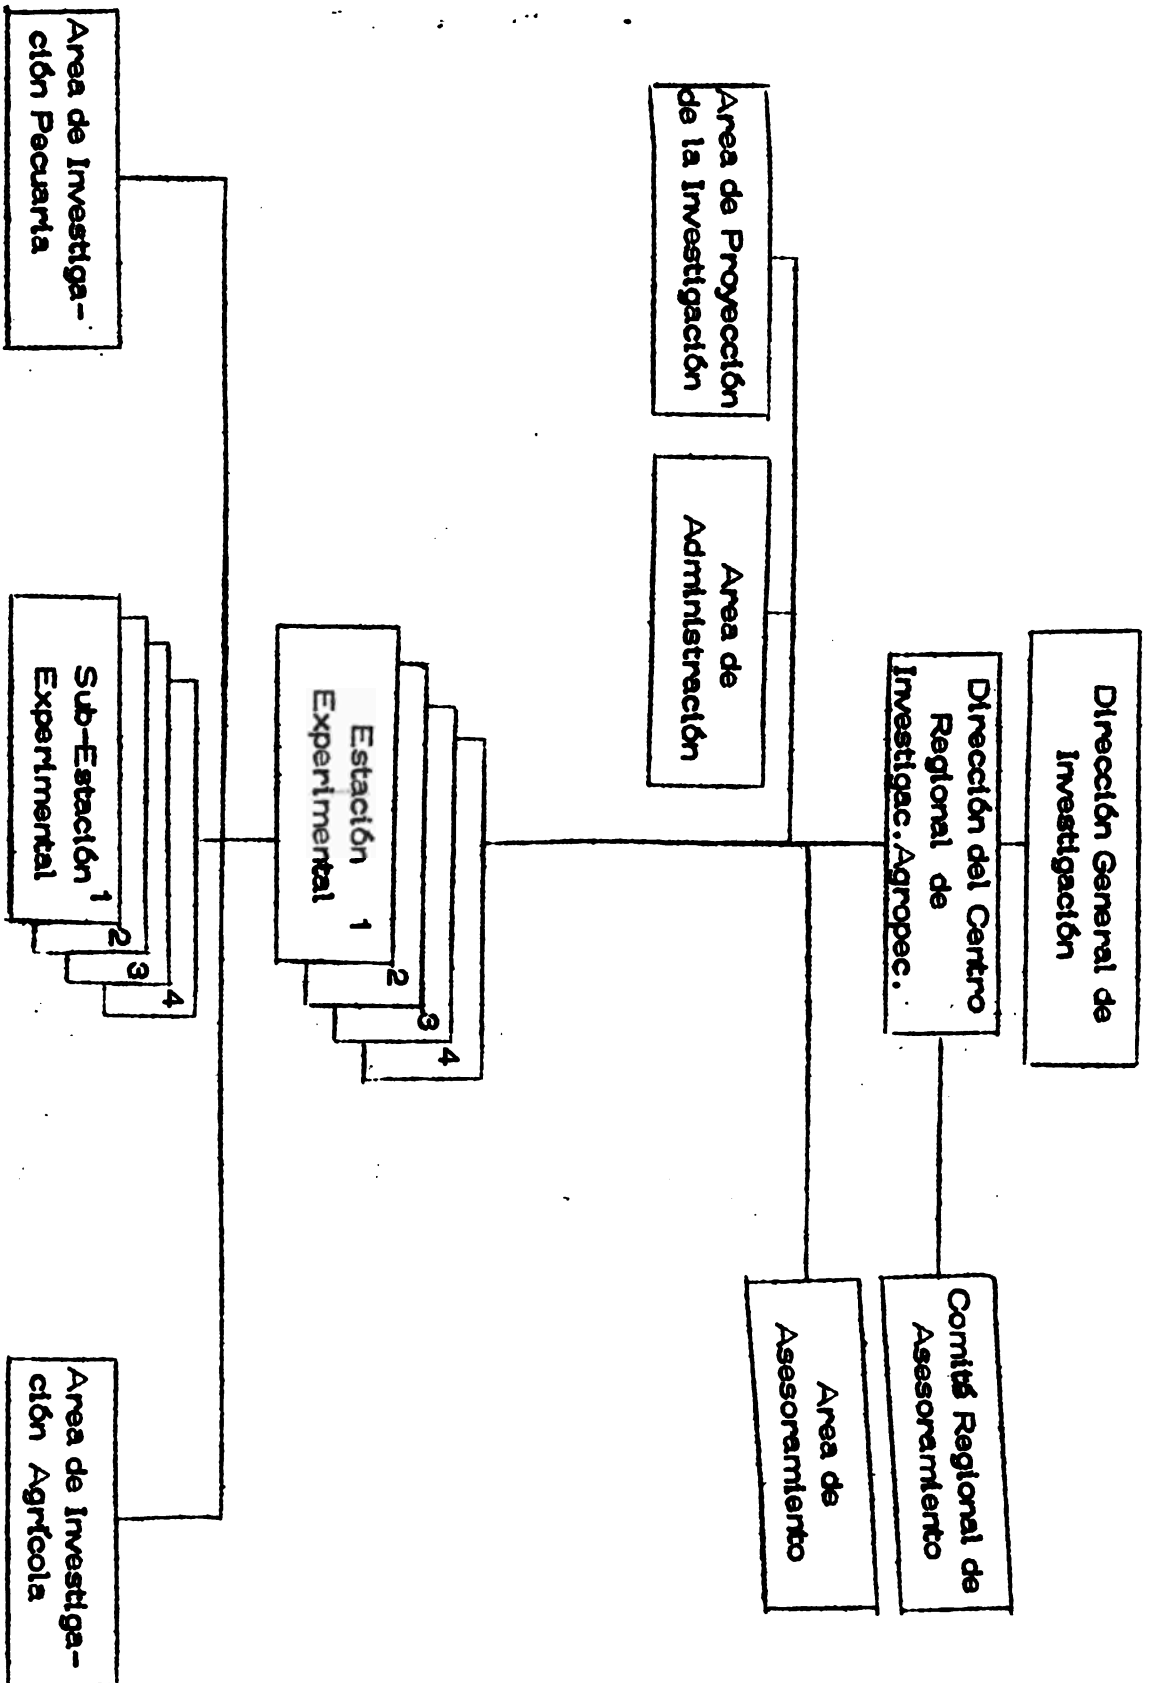 Dirección General de
Investigación
Dirección del Centro
Regional de
Investigac. Agropec.
Comité Regional de
Asesoramiento
Area de
Asesoramiento
Area de Proyección
de la Investigación
Area de
Administración
Estación 1
Experimental
2
3
4
Area de Investiga-
ción Pecuaria
Sub-Estación 1
Experimental
2
3
4
Area de Investiga-
ción Agrícola